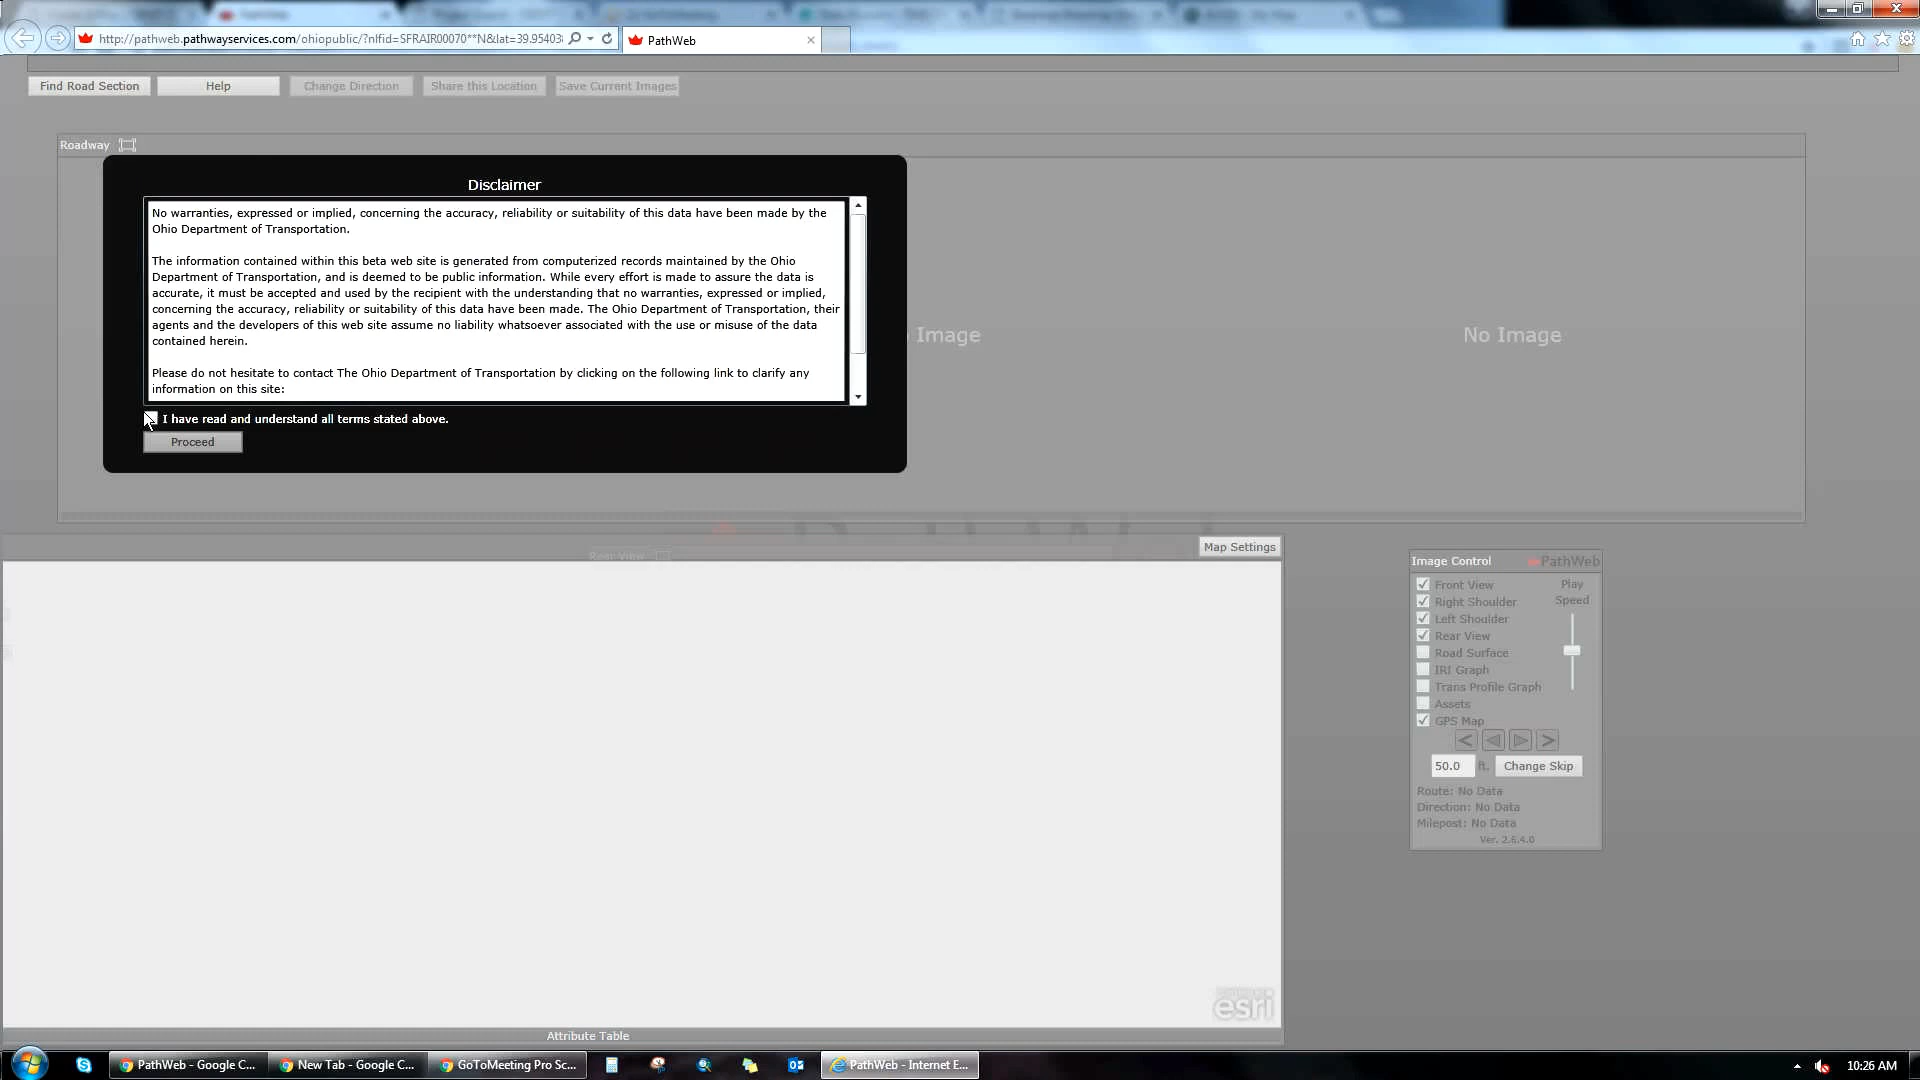 http://pathweb.pathwayservices.com/ohiopublic/?nlfid=SFRAIR00070**N&lat=39.95403
PathWeb
Find Road Section
Help
Change Direction
Share this Location
Save Current Images
Roadway
Disclaimer
No warranties, expressed or implied, concerning the accuracy, reliability or suitability of this data have been made by the
Ohio Department of Transportation.
The information contained within this beta web site is generated from computerized records maintained by the Ohio
Department of Transportation, and is deemed to be public information. While every effort is made to assure the data is
accurate, it must be accepted and used by the recipient with the understanding that no warranties, expressed or implied,
concerning the accuracy, reliability or suitability of this data have been made. The Ohio Department of Transportation, their
agents and the developers of this web site assume no liability whatsoever associated with the use or misuse of the data
contained herein.
Please do not hesitate to contact The Ohio Department of Transportation by clicking on the following link to clarify any
information on this site:
I have read and understand all terms stated above.
Proceed
Image
No Image
Rear View
Map Settings
Image Control
PathWeb
Front View
Play
Speed
Right Shoulder
Left Shoulder
Rear View
Road Surface
IRI Graph
Trans Profile Graph
Assets
GPS Map
50.0 ft.
Change Skip
Route: No Data
Direction: No Data
Milepost: No Data
Ver. 2.6.4.0
esri
Attribute Table
PathWeb - Google C...
New Tab - Google C...
GoToMeeting Pro Sc...
PathWeb - Internet E...
10:26 AM